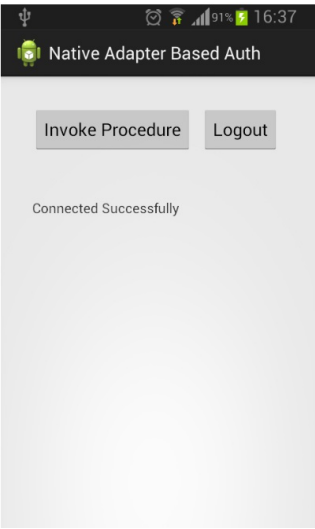 91% 16:37
Native Adapter Based Auth
Invoke Procedure Logout
Connected Successfully